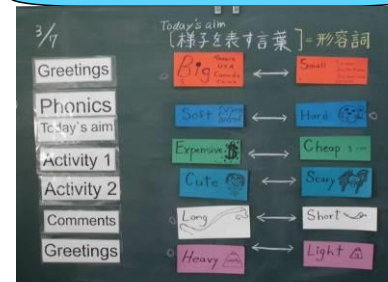 3/7
Today's aim
[様子を表す言葉]=形容詞
Greetings
Phonics
Today's aim
Activity 1
Activity 2
Comments
Greetings
Big
Canada
Small
Soft
Hard
Expensive $
Cheap
Cute
Scary
Long
Short
Heavy
Light